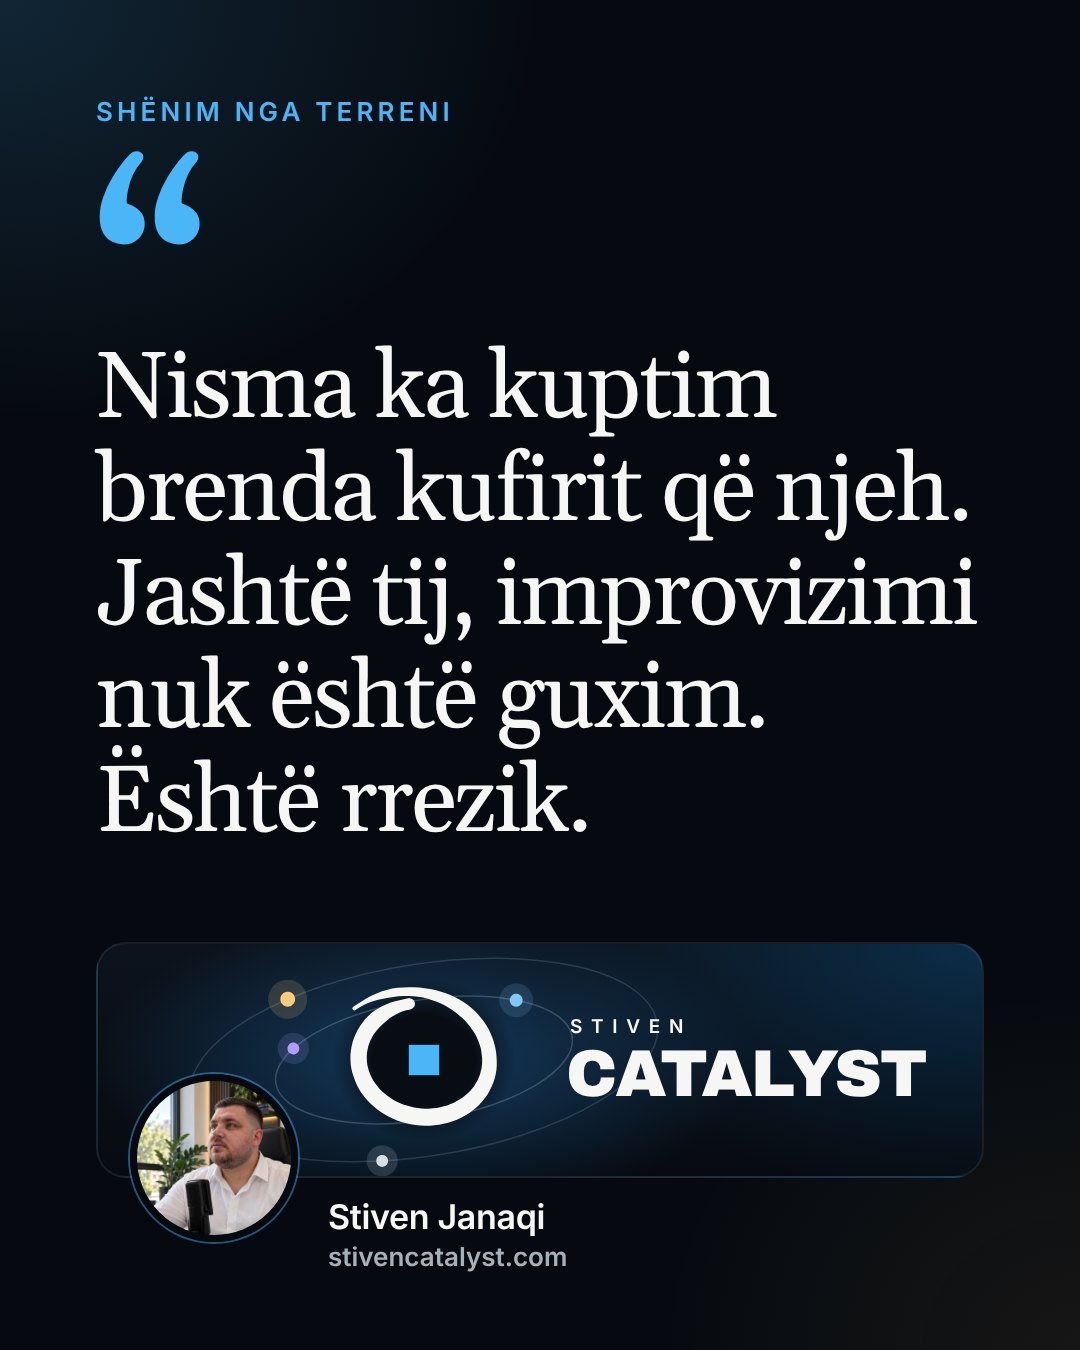 SHËNIM NGA TERRENI
“
Nisma ka kuptim
brenda kufirit që njeh.
Jashtë tij, improvizimi
nuk është guxim.
Është rrezik.
STIVEN
CATALYST
Stiven Janaqi
stivencatalyst.com